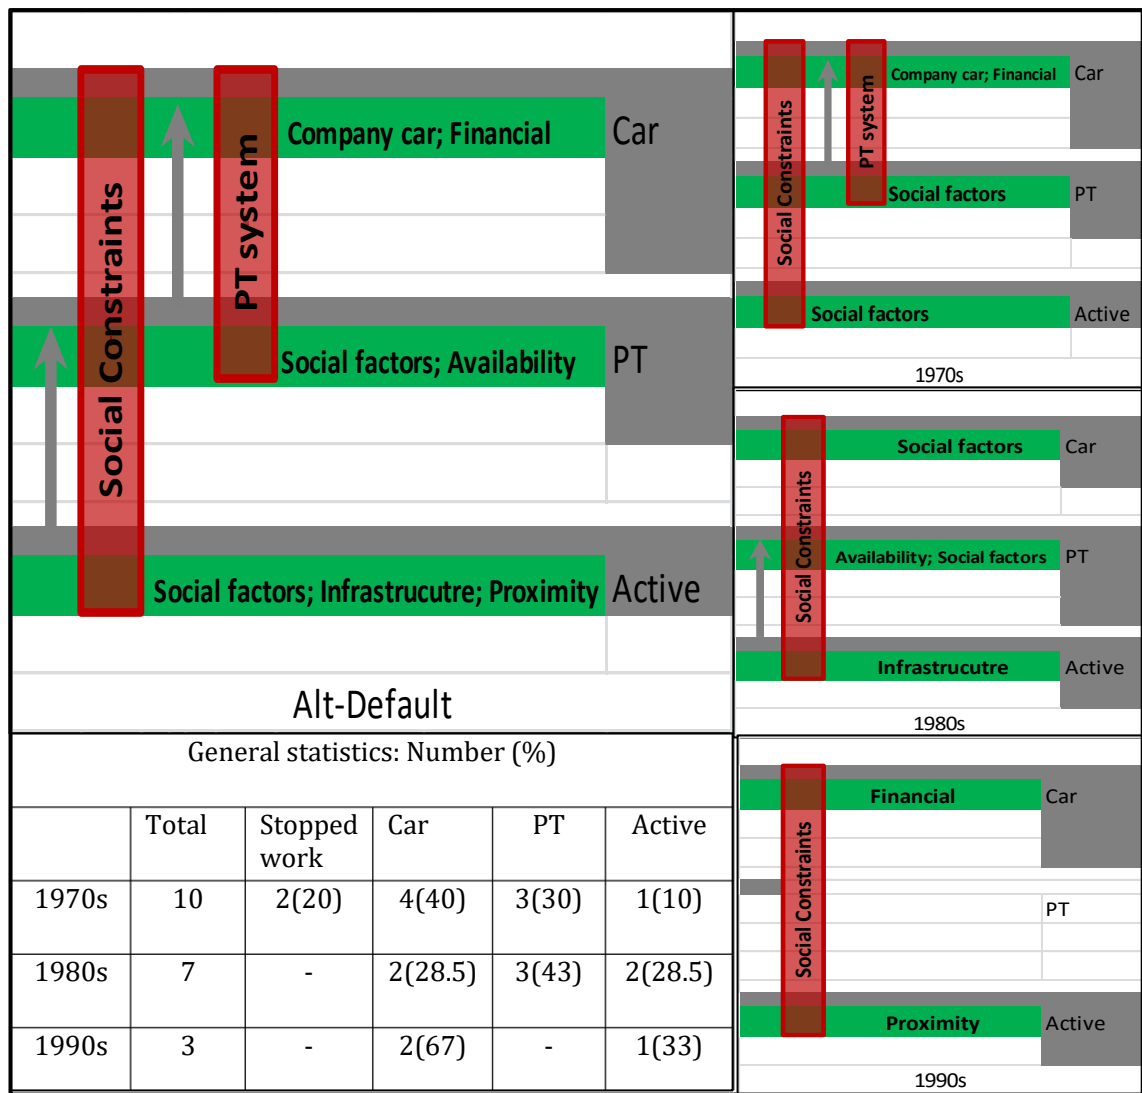 Social Constraints
PT system
Company car; Financial
Car
Social factors; Availability
PT
Social factors; Infrastrucutre; Proximity
Active
Alt-Default
General statistics: Number (%)
Total Stopped work Car PT Active
1970s 10 2(20) 4(40) 3(30) 1(10)
1980s 7 - 2(28.5) 3(43) 2(28.5)
1990s 3 - 2(67) - 1(33)
Social Constraints
PT system
Company car; Financial
Car
Social factors
PT
Social factors
Active
1970s
Social Constraints
Social factors
Car
Availability; Social factors
PT
Infrastrucutre
Active
1980s
Social Constraints
Financial
Car
PT
Proximity
Active
1990s